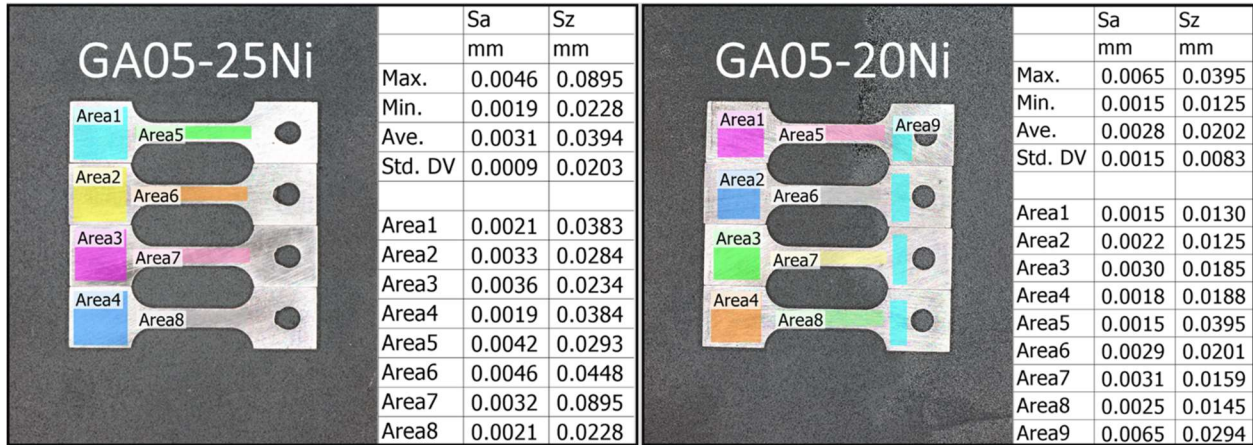 GA05-25Ni
Area1
Area5
Area2
Area6
Area3
Area7
Area4
Area8
Sa Sz
mm mm
Max. 0.0046 0.0895
Min. 0.0019 0.0228
Ave. 0.0031 0.0394
Std. DV 0.0009 0.0203
Area1 0.0021 0.0383
Area2 0.0033 0.0284
Area3 0.0036 0.0234
Area4 0.0019 0.0384
Area5 0.0042 0.0293
Area6 0.0046 0.0448
Area7 0.0032 0.0895
Area8 0.0021 0.0228
GA05-20Ni
Area1
Area5
Area9
Area2
Area6
Area3
Area7
Area4
Area8
Sa Sz
mm mm
Max. 0.0065 0.0395
Min. 0.0015 0.0125
Ave. 0.0028 0.0202
Std. DV 0.0015 0.0083
Area1 0.0015 0.0130
Area2 0.0022 0.0125
Area3 0.0030 0.0185
Area4 0.0018 0.0188
Area5 0.0015 0.0395
Area6 0.0029 0.0201
Area7 0.0031 0.0159
Area8 0.0025 0.0145
Area9 0.0065 0.0294